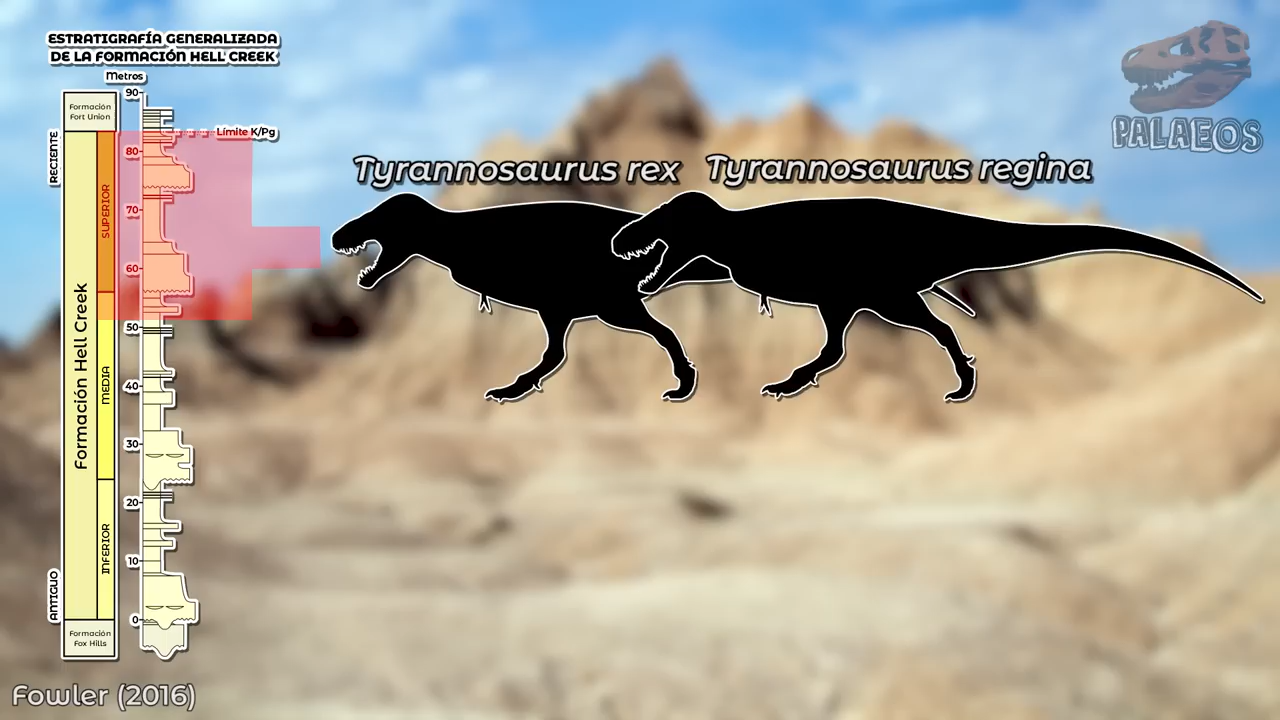 ESTRATIGRAFÍA GENERALIZADA
DE LA FORMACIÓN HELL CREEK
Metros
90
Formación
Fort Union
Límite K/Pg
RECIENTE
80
SUPERIOR
70
60
50
Formación Hell Creek
MEDIA
40
30
20
INFERIOR
10
ANTIGUO
0
Formación
Fox Hills
Tyrannosaurus rex
Tyrannosaurus regina
PALAEOS
Fowler (2016)